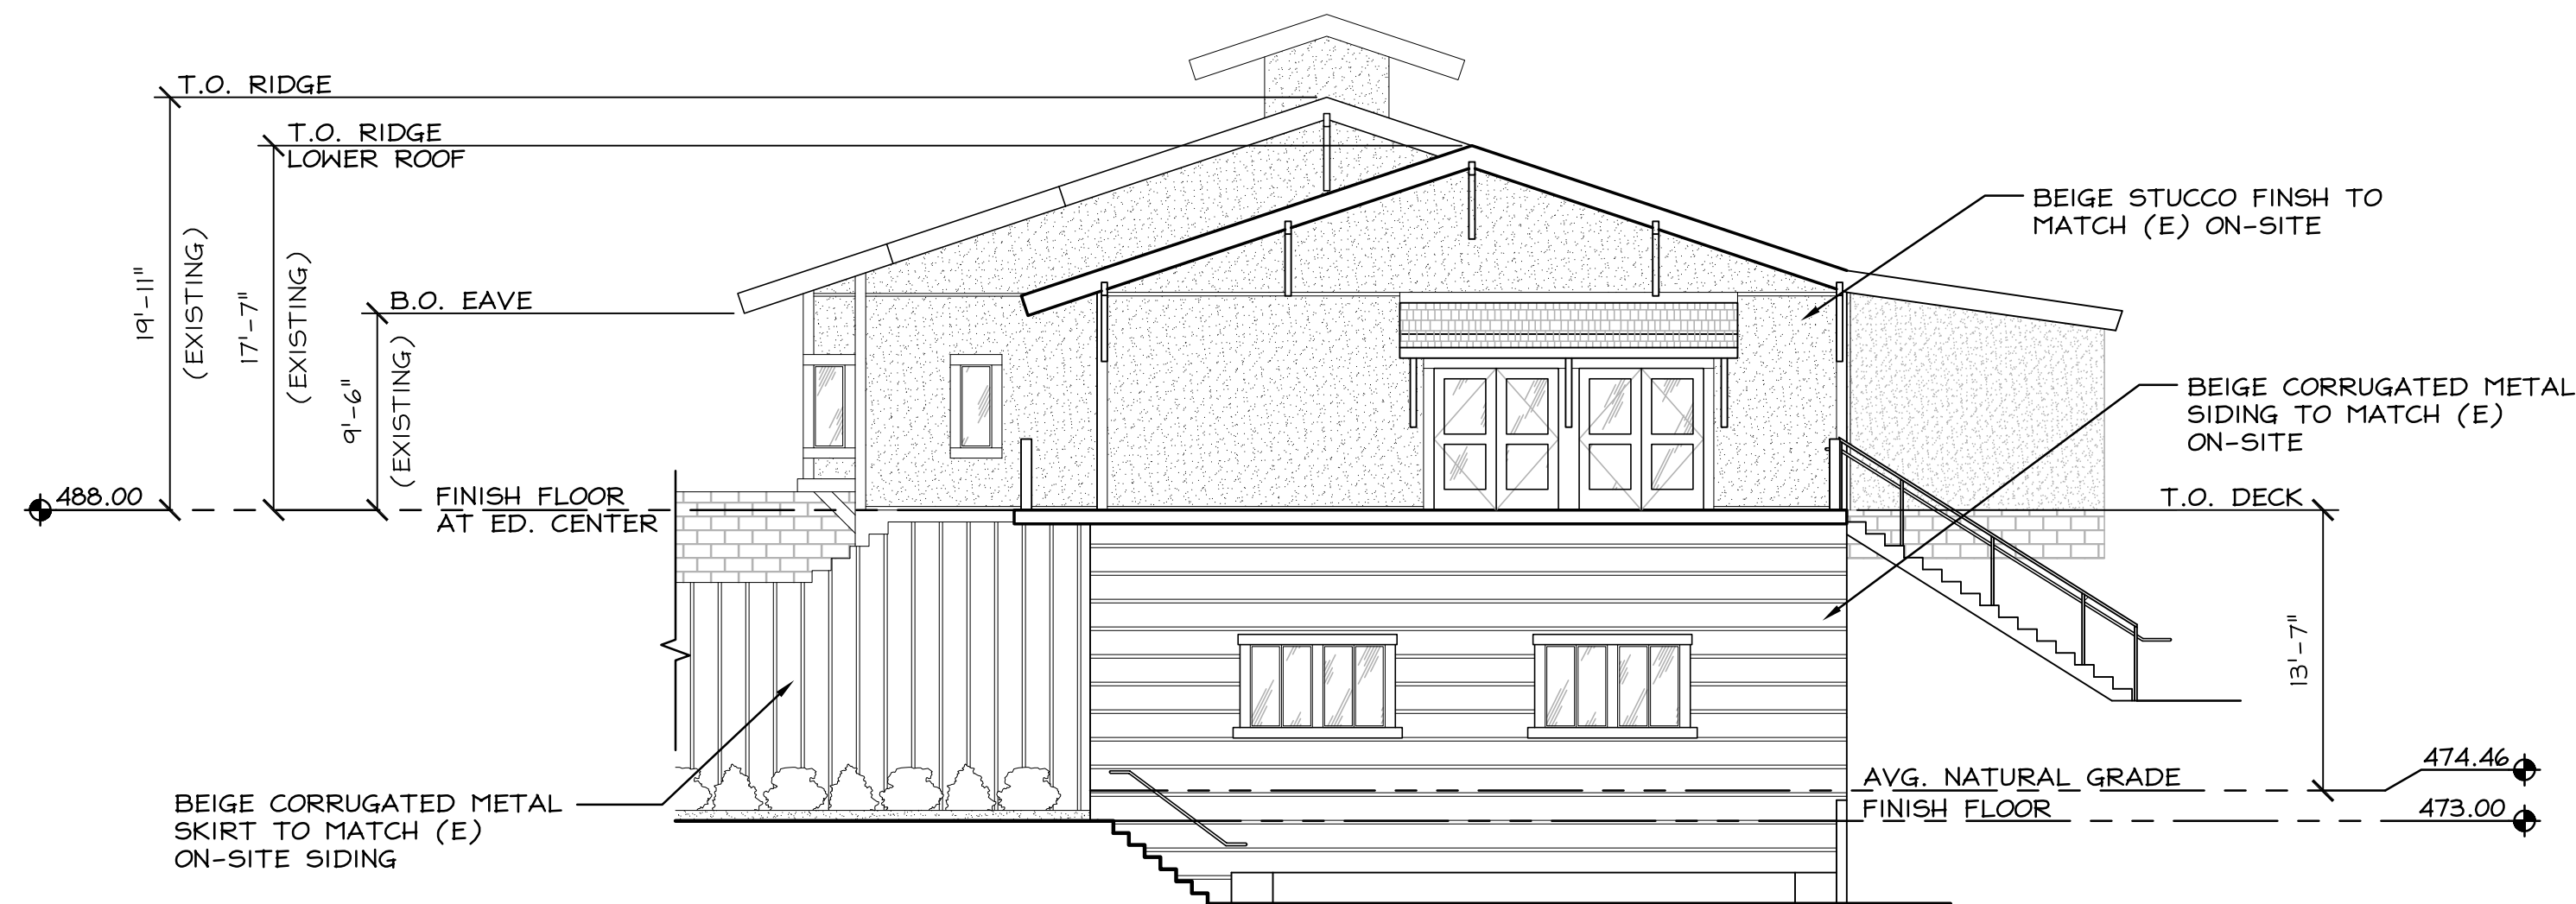 T.O. RIDGE
T.O. RIDGE
LOWER ROOF
19'-11"
(EXISTING)
17'-7"
(EXISTING)
9'-6"
(EXISTING)
B.O. EAVE
488.00
FINISH FLOOR
AT ED. CENTER
BEIGE STUCCO FINSH TO
MATCH (E) ON-SITE
BEIGE CORRUGATED METAL
SIDING TO MATCH (E)
ON-SITE
T.O. DECK
13'-7"
474.46
AVG. NATURAL GRADE
FINISH FLOOR
473.00
BEIGE CORRUGATED METAL
SKIRT TO MATCH (E)
ON-SITE SIDING